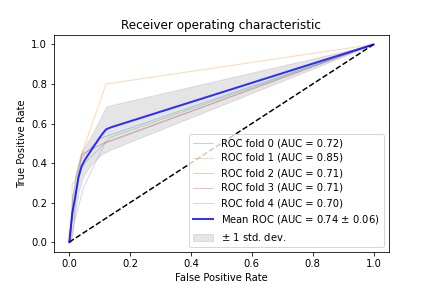 Receiver operating characteristic
1.0
0.8
0.6
0.4
0.2
0.0
True Positive Rate
ROC fold 0 (AUC = 0.72)
ROC fold 1 (AUC = 0.85)
ROC fold 2 (AUC = 0.71)
ROC fold 3 (AUC = 0.71)
ROC fold 4 (AUC = 0.70)
Mean ROC (AUC = 0.74 ± 0.06)
± 1 std. dev.
0.0 0.2 0.4 0.6 0.8 1.0
False Positive Rate